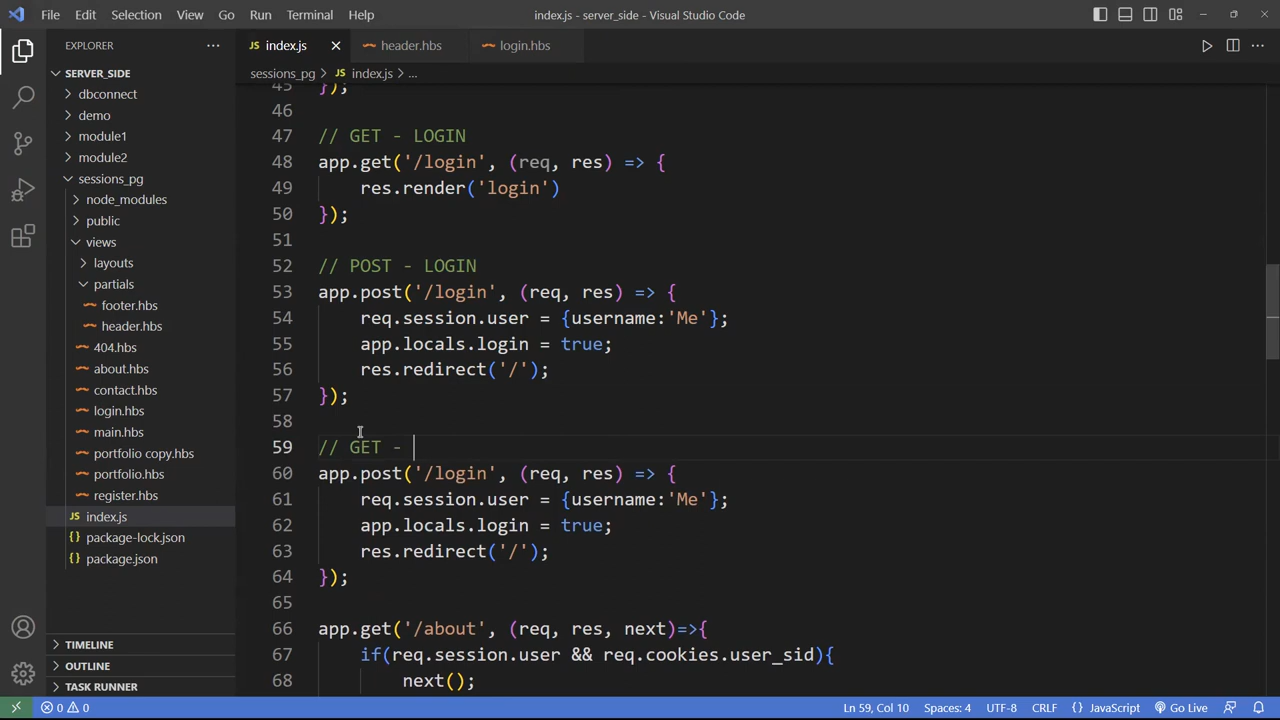 File Edit Selection View Go Run Terminal Help index.js - server_side - Visual Studio Code
EXPLORER
SERVER_SIDE
dbconnect
demo
module1
module2
sessions_pg
node_modules
public
views
layouts
partials
footer.hbs
header.hbs
404.hbs
about.hbs
contact.hbs
login.hbs
main.hbs
portfolio copy.hbs
portfolio.hbs
register.hbs
JS index.js
{} package-lock.json
{} package.json
TIMELINE
OUTLINE
TASK RUNNER
JS index.js header.hbs login.hbs
sessions_pg > JS index.js > ...
45 });
46
47 // GET - LOGIN
48 app.get('/login', (req, res) => {
49 res.render('login')
50 });
51
52 // POST - LOGIN
53 app.post('/login', (req, res) => {
54 req.session.user = {username:'Me'};
55 app.locals.login = true;
56 res.redirect('/');
57 });
58
59 // GET -
60 app.post('/login', (req, res) => {
61 req.session.user = {username:'Me'};
62 app.locals.login = true;
63 res.redirect('/');
64 });
65
66 app.get('/about', (req, res, next)=>{
67 if(req.session.user && req.cookies.user_sid){
68 next();
0 0 Ln 59, Col 10 Spaces: 4 UTF-8 CRLF {} JavaScript Go Live